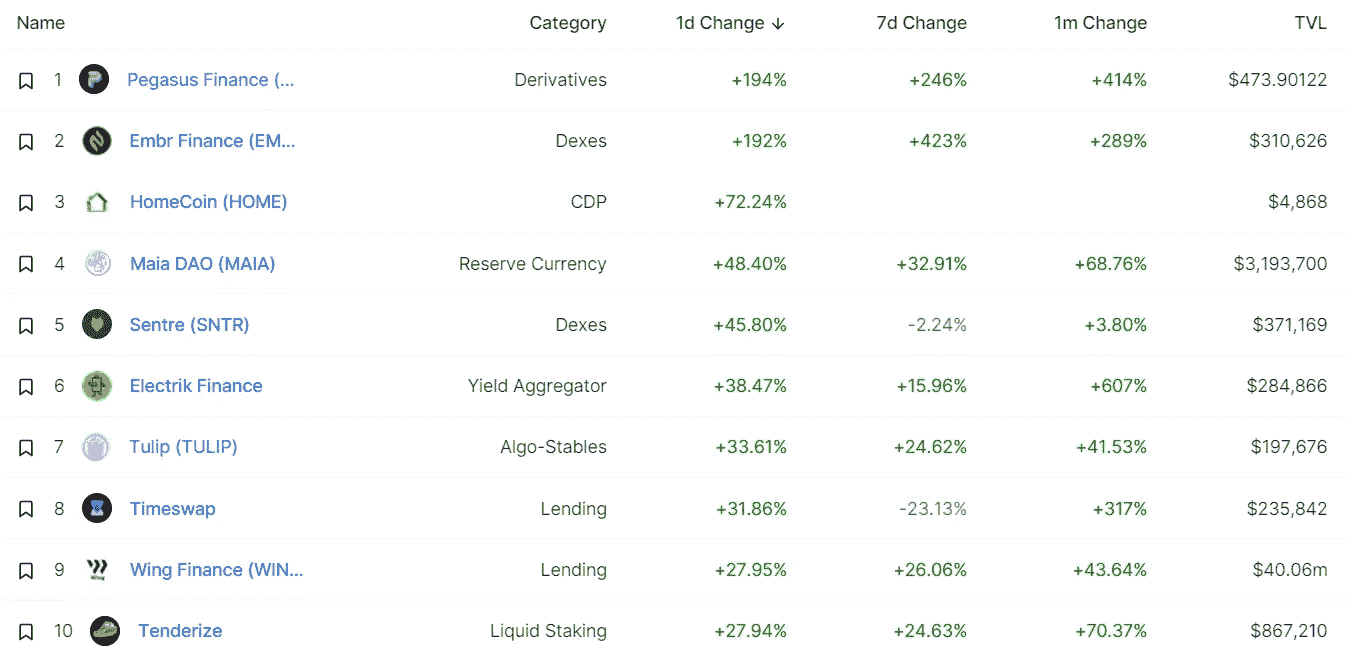 Name Category 1d Change ↓ 7d Change 1m Change TVL
1 Pegasus Finance (... Derivatives +194% +246% +414% $473.90122
2 Embr Finance (EM... Dexes +192% +423% +289% $310,626
3 HomeCoin (HOME) CDP +72.24% $4,868
4 Maia DAO (MAIA) Reserve Currency +48.40% +32.91% +68.76% $3,193,700
5 Sentre (SNTR) Dexes +45.80% -2.24% +3.80% $371,169
6 Electrik Finance Yield Aggregator +38.47% +15.96% +607% $284,866
7 Tulip (TULIP) Algo-Stables +33.61% +24.62% +41.53% $197,676
8 Timeswap Lending +31.86% -23.13% +317% $235,842
9 Wing Finance (WIN... Lending +27.95% +26.06% +43.64% $40.06m
10 Tenderize Liquid Staking +27.94% +24.63% +70.37% $867,210